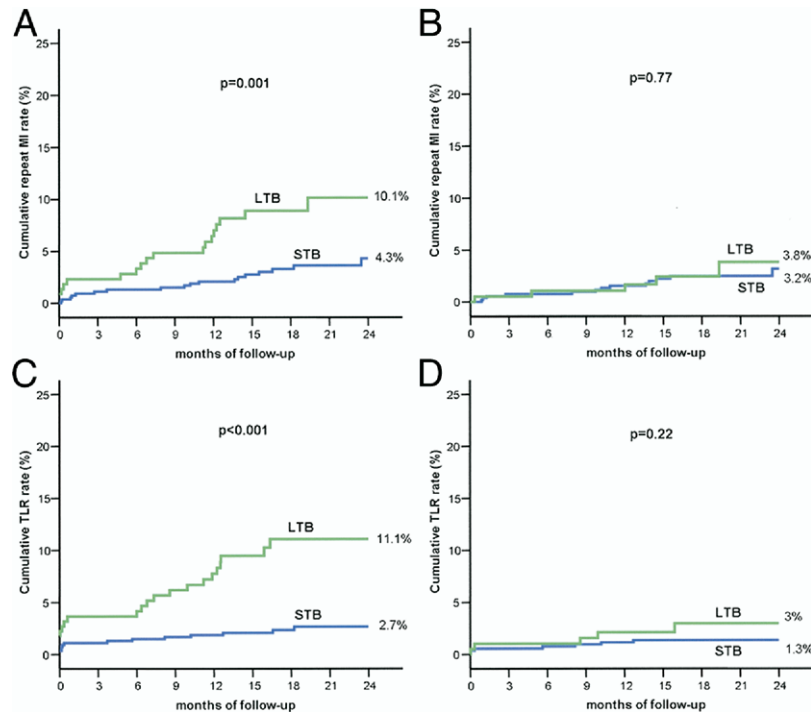 A
Cumulative repeat MI rate (%)
25
20
15
10
5
0
p=0.001
LTB
10.1%
STB
4.3%
0 3 6 9 12 15 18 21 24
months of follow-up
B
Cumulative repeat MI rate (%)
25
20
15
10
5
0
p=0.77
LTB
3.8%
STB
3.2%
0 3 6 9 12 15 18 21 24
months of follow-up
C
Cumulative TLR rate (%)
25
20
15
10
5
0
p<0.001
LTB
11.1%
STB
2.7%
0 3 6 9 12 15 18 21 24
months of follow-up
D
Cumulative TLR rate (%)
25
20
15
10
5
0
p=0.22
LTB
3%
STB
1.3%
0 3 6 9 12 15 18 21 24
months of follow-up